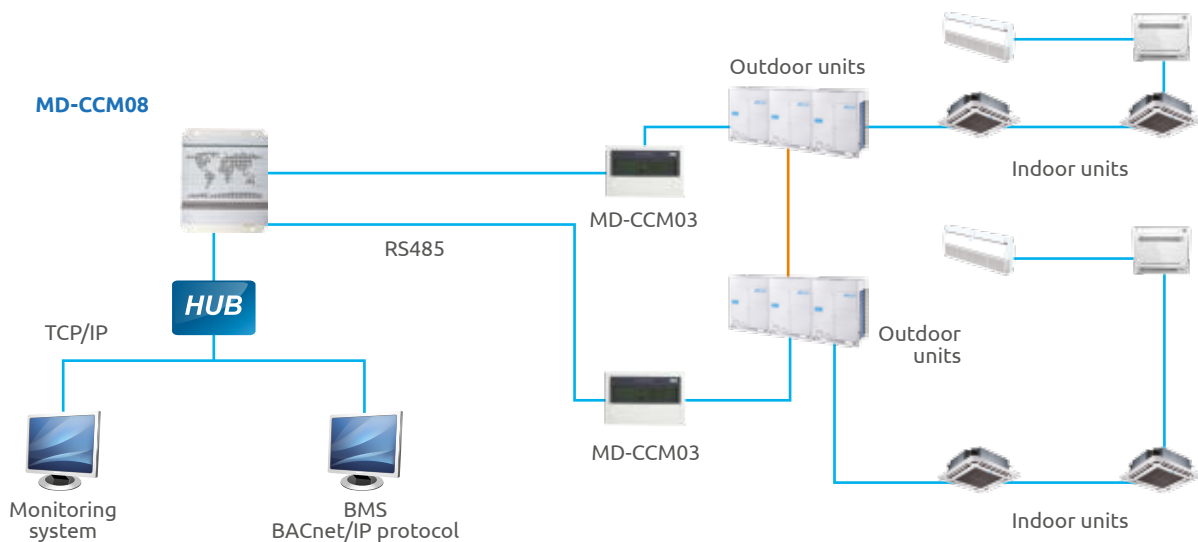 Outdoor units
MD-CCM08
Indoor units
MD-CCM03
RS485
HUB
TCP/IP
Outdoor
units
MD-CCM03
Monitoring
system
BMS
BACnet/IP protocol
Indoor units